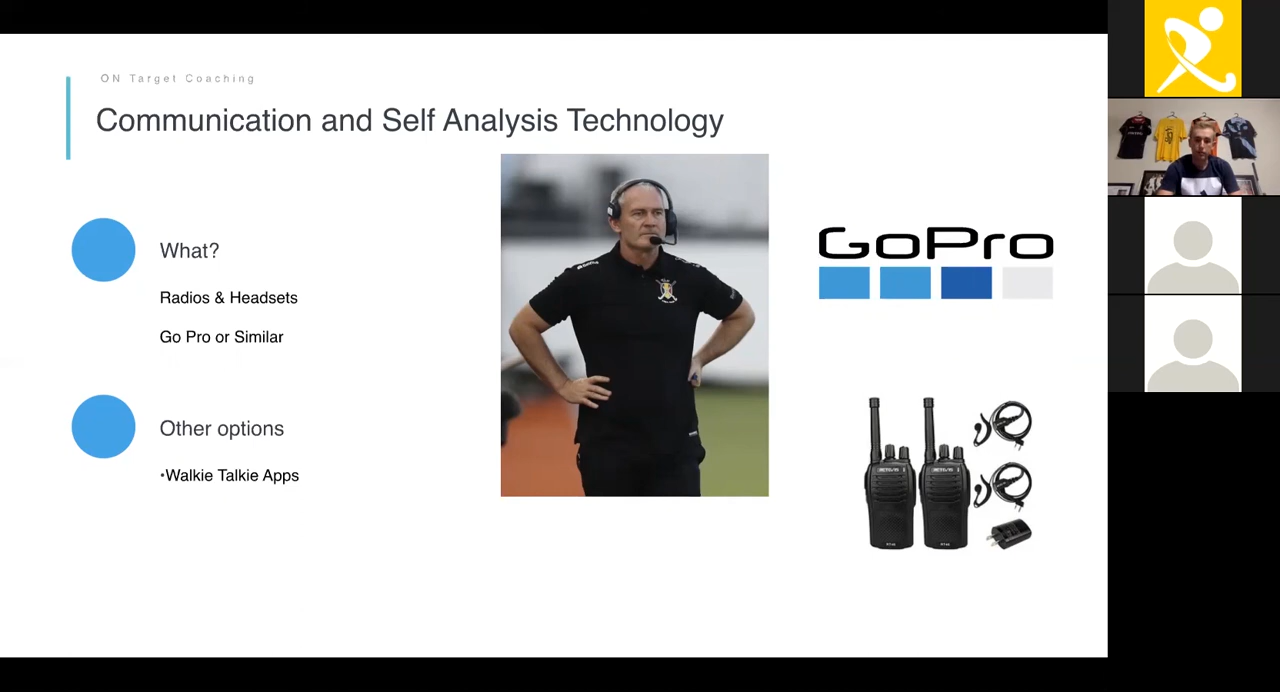 ON Target Coaching
Communication and Self Analysis Technology
What?
Radios & Headsets
Go Pro or Similar
Other options
•Walkie Talkie Apps
GoPro
RETEVIS